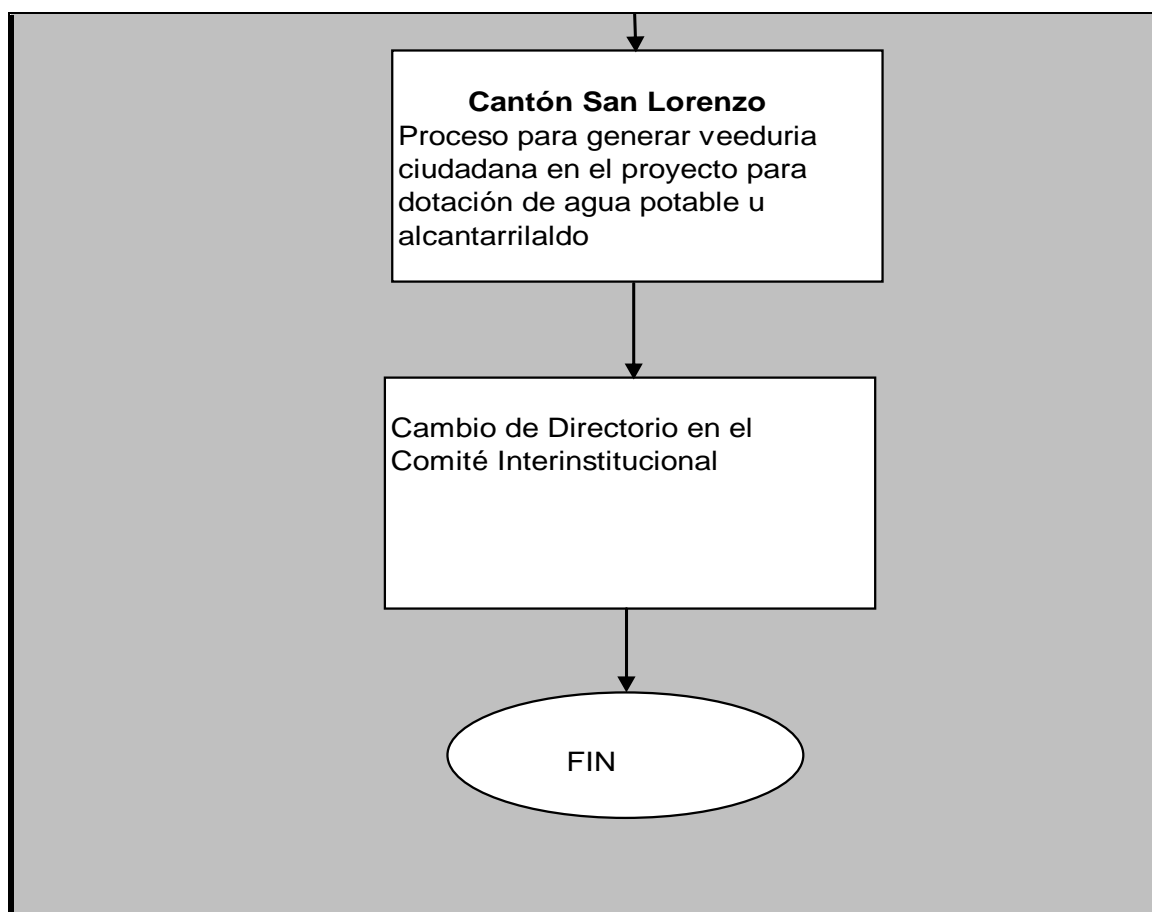 Cantón San Lorenzo
Proceso para generar veeduria
ciudadana en el proyecto para
dotación de agua potable u
alcantarrilaldo
Cambio de Directorio en el
Comité Interinstitucional
FIN